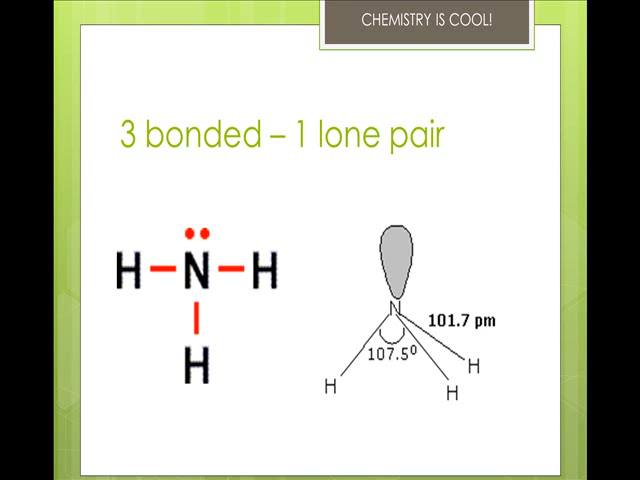 CHEMISTRY IS COOL!
3 bonded – 1 lone pair
H N H
H
N
101.7 pm
107.5⁰
H
H
H